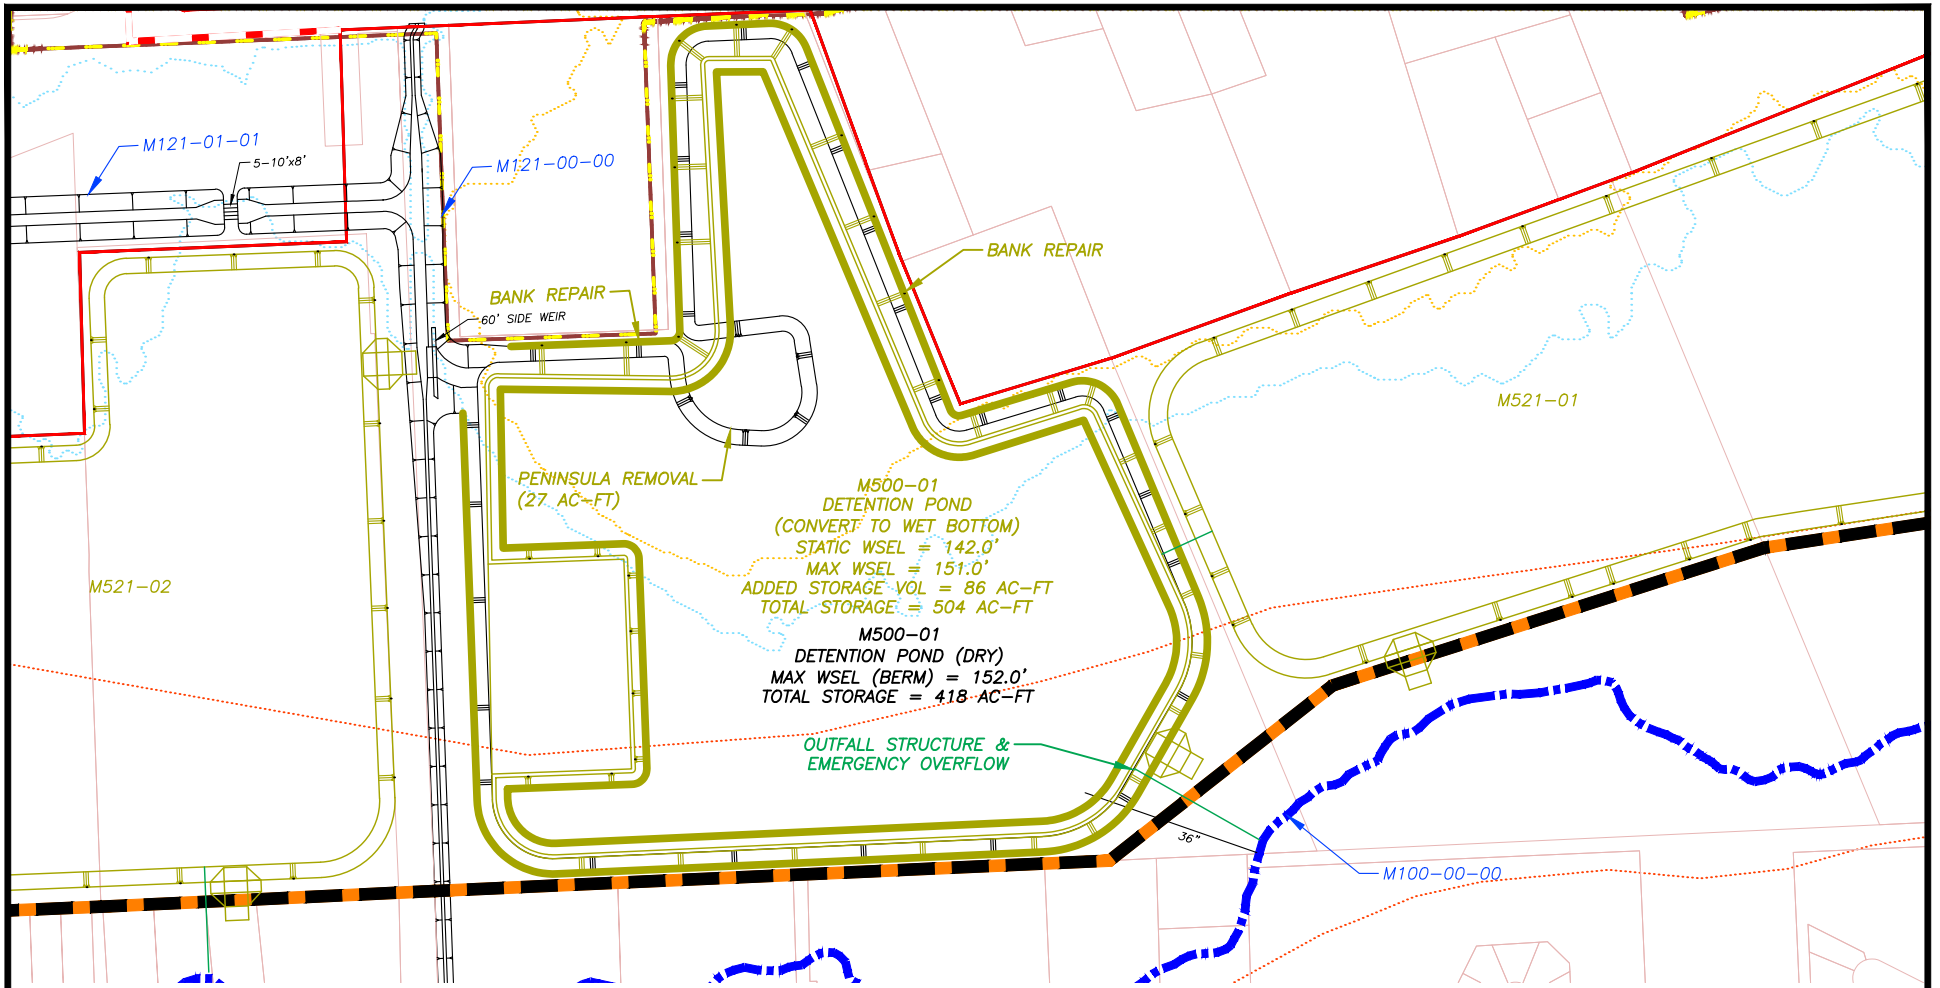 M121-01-01
5-10'x8'
M121-00-00
BANK REPAIR
BANK REPAIR
60' SIDE WEIR
M521-01
PENINSULA REMOVAL
(27 AC-FT)
M500-01
DETENTION POND
(CONVERT TO WET BOTTOM)
STATIC WSEL = 142.0'
MAX WSEL = 151.0'
ADDED STORAGE VOL = 86 AC-FT
TOTAL STORAGE = 504 AC-FT
M521-02
M500-01
DETENTION POND (DRY)
MAX WSEL (BERM) = 152.0'
TOTAL STORAGE = 418 AC-FT
OUTFALL STRUCTURE &
EMERGENCY OVERFLOW
36"
M100-00-00